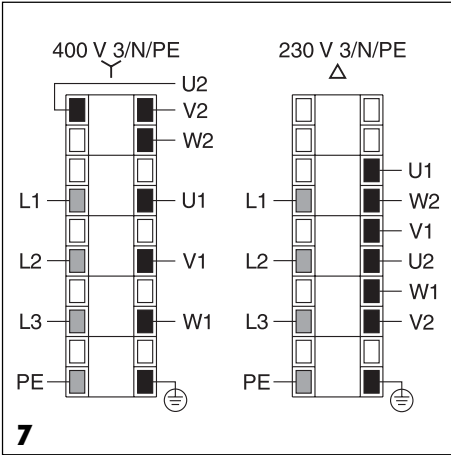 400 V 3/N/PE
U2
V2
W2
L1 U1
L2 V1
L3 W1
PE
230 V 3/N/PE
U1
L1 W2
V1
L2 U2
W1
L3 V2
PE
7